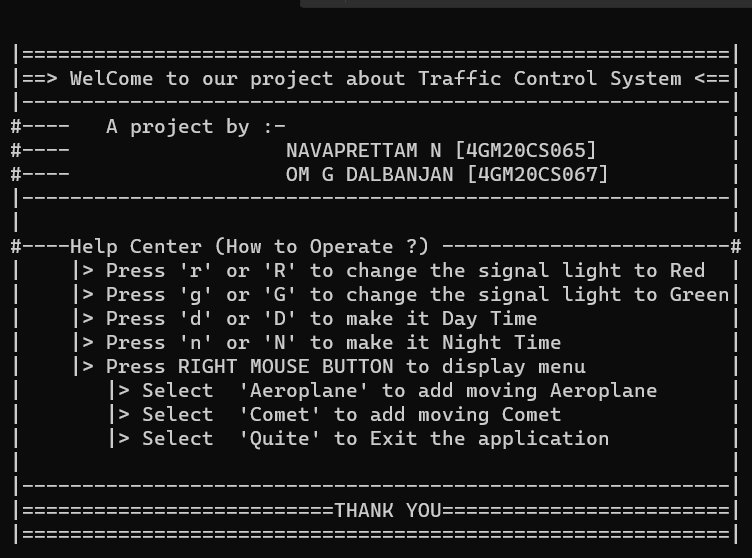 |===========================================================|
|==> WelCome to our project about Traffic Control System <==|
|-----------------------------------------------------------|
#----   A project by :-                                     |
#----                  NAVAPRETTAM N [4GM20CS065]           |
#----                  OM G DALBANJAN [4GM20CS067]          |
|-----------------------------------------------------------|
|                                                           |
#----Help Center (How to Operate ?) ------------------------#
|    |> Press 'r' or 'R' to change the signal light to Red  |
|    |> Press 'g' or 'G' to change the signal light to Green|
|    |> Press 'd' or 'D' to make it Day Time                |
|    |> Press 'n' or 'N' to make it Night Time              |
|    |> Press RIGHT MOUSE BUTTON to display menu            |
|       |> Select  'Aeroplane' to add moving Aeroplane      |
|       |> Select  'Comet' to add moving Comet              |
|       |> Select  'Quite' to Exit the application          |
|                                                           |
|-----------------------------------------------------------|
|==========================THANK YOU========================|
|===========================================================|